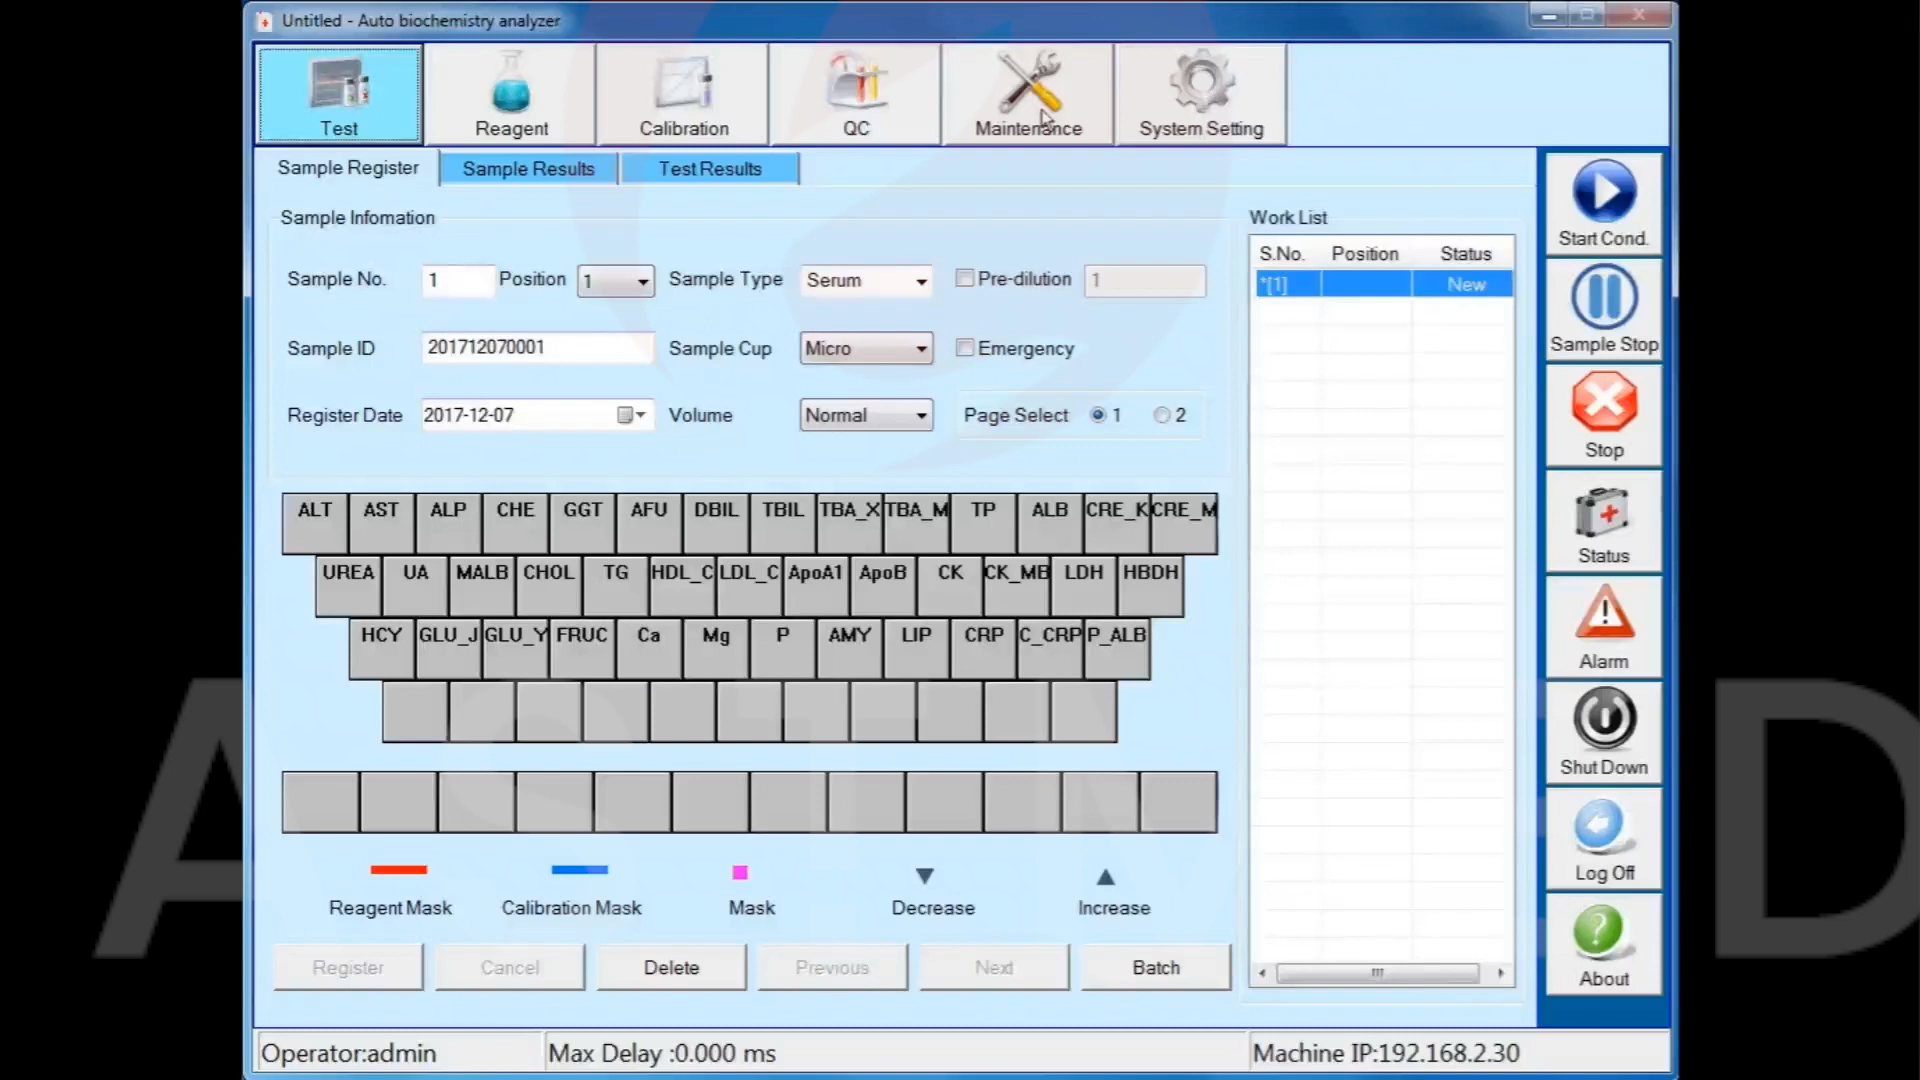 Untitled - Auto biochemistry analyzer
Test
Reagent
Calibration
QC
Maintenance
System Setting
Sample Register
Sample Results
Test Results
Sample Infomation
Sample No. 1 Position 1 Sample Type Serum Pre-dilution 1
Sample ID 201712070001 Sample Cup Micro Emergency
Register Date 2017-12-07 Volume Normal Page Select 1 2
ALT AST ALP CHE GGT AFU DBIL TBIL TBA_X TBA_M TP ALB CRE_K CRE_M
UREA UA MALB CHOL TG HDL_C LDL_C ApoA1 ApoB CK CK_MB LDH HBDH
HCY GLU_J GLU_Y FRUC Ca Mg P AMY LIP CRP C_CRP P_ALB
Reagent Mask Calibration Mask Mask Decrease Increase
Register Cancel Delete Previous Next Batch
Work List
S.No. Position Status
*[1] New
Start Cond.
Sample Stop
Stop
Status
Alarm
Shut Down
Log Off
About
Operator:admin
Max Delay :0.000 ms
Machine IP:192.168.2.30